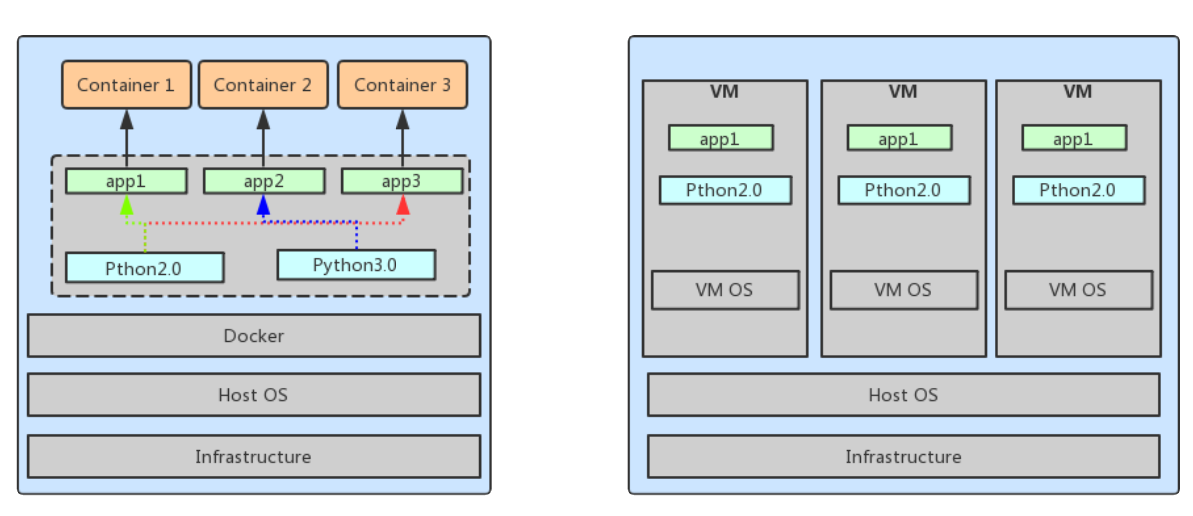 Container 1
Container 2
Container 3
app1
app2
app3
Pthon2.0
Python3.0
Docker
Host OS
Infrastructure
VM
app1
Pthon2.0
VM OS
VM
app1
Pthon2.0
VM OS
VM
app1
Pthon2.0
VM OS
Host OS
Infrastructure